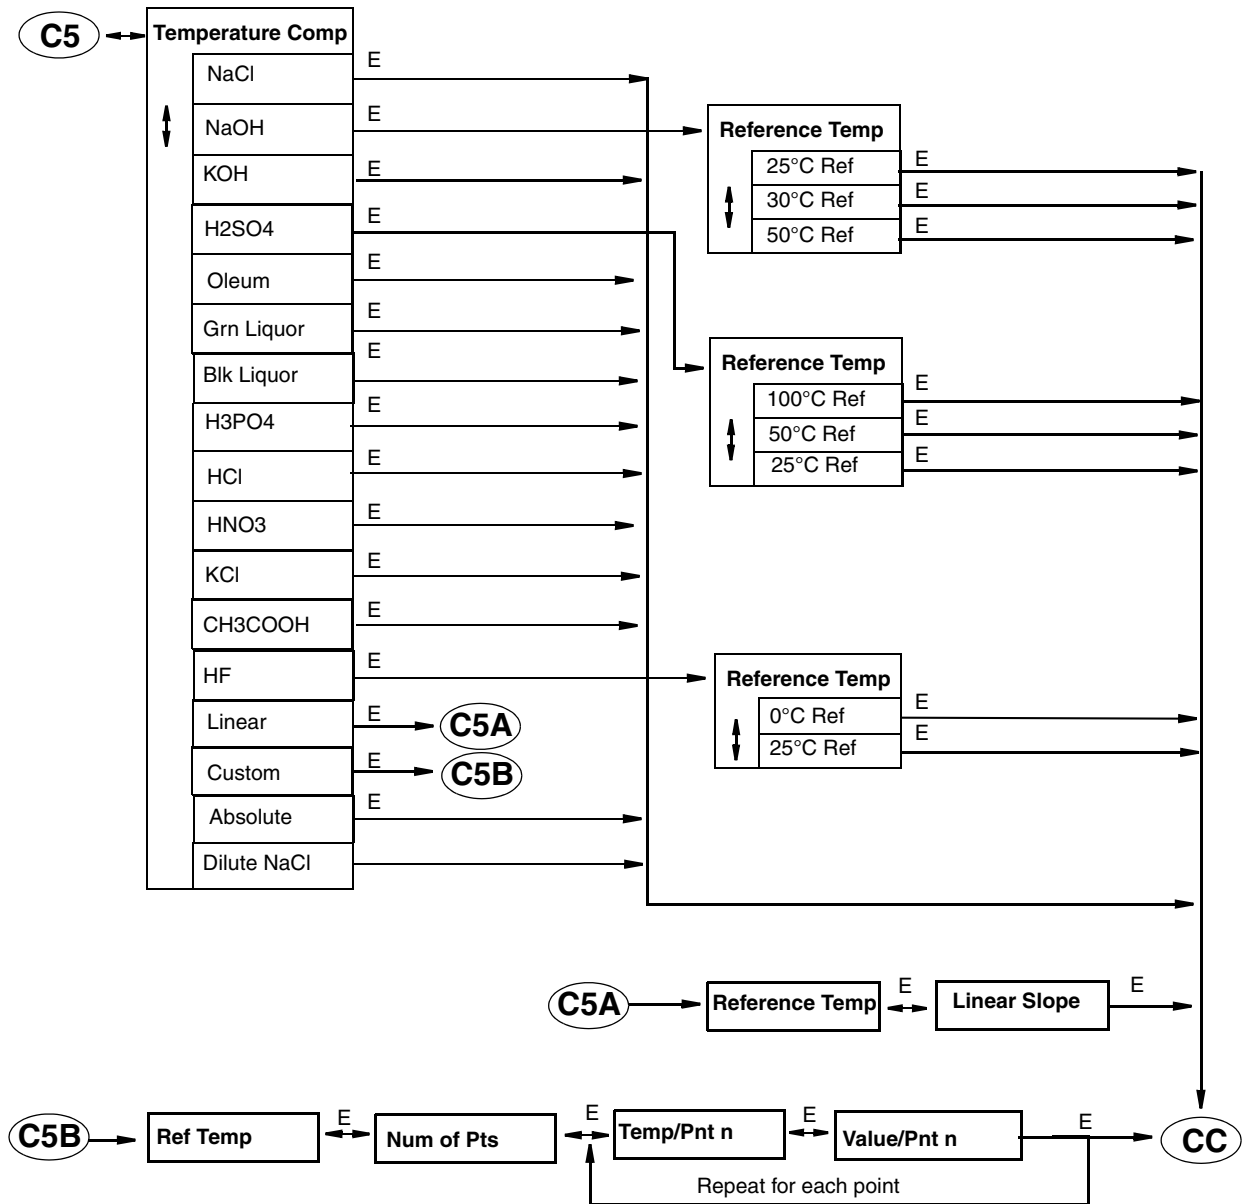 C5
Temperature Comp
NaCl E
NaOH E
KOH E
H2SO4 E
Oleum E
Grn Liquor E
Blk Liquor E
H3PO4 E
HCl E
HNO3 E
KCl E
CH3COOH E
HF E
Linear E C5A
Custom E C5B
Absolute E
Dilute NaCl
Reference Temp
25°C Ref E
30°C Ref E
50°C Ref E
Reference Temp
100°C Ref E
50°C Ref E
25°C Ref E
Reference Temp
0°C Ref E
25°C Ref E
C5A Reference Temp E Linear Slope E
C5B Ref Temp E Num of Pts E Temp/Pnt n E Value/Pnt n E CC
Repeat for each point